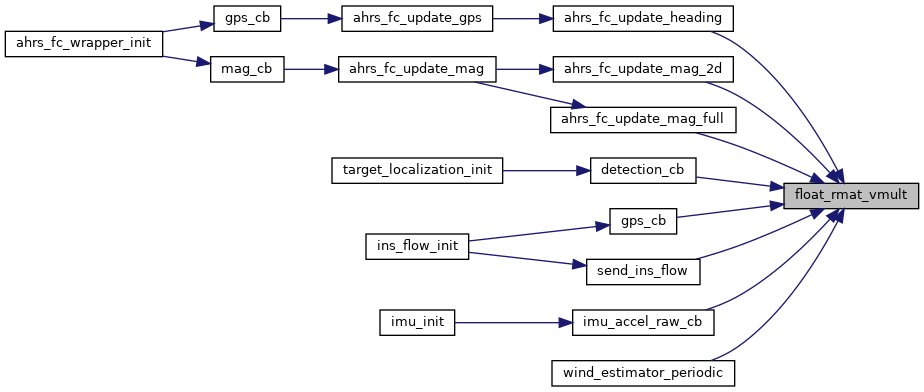 gps_cb
ahrs_fc_update_gps
ahrs_fc_update_heading
ahrs_fc_wrapper_init
mag_cb
ahrs_fc_update_mag
ahrs_fc_update_mag_2d
ahrs_fc_update_mag_full
target_localization_init
detection_cb
float_rmat_vmult
gps_cb
ins_flow_init
send_ins_flow
imu_init
imu_accel_raw_cb
wind_estimator_periodic